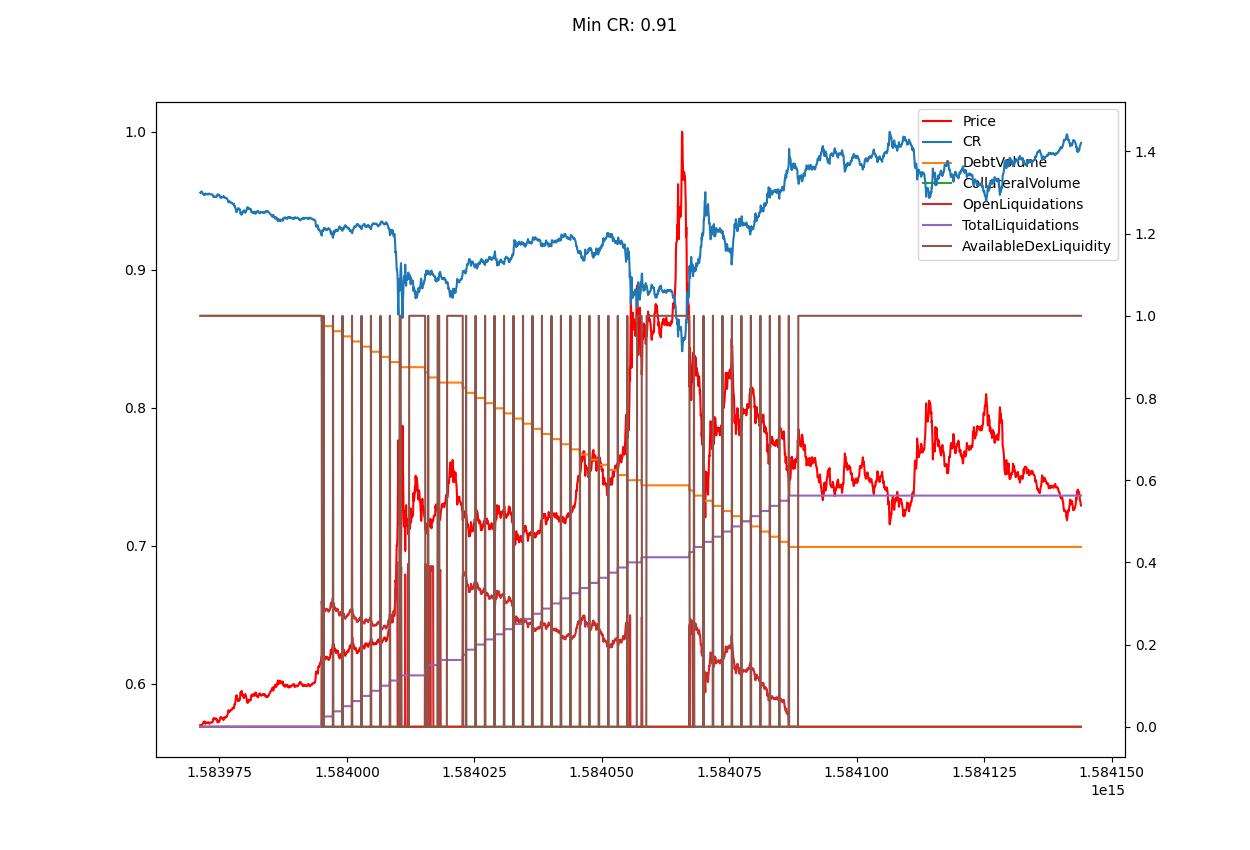 Min CR: 0.91
Price
CR
DebtVolume
CollateralVolume
OpenLiquidations
TotalLiquidations
AvailableDexLiquidity
1.0
0.9
0.8
0.7
0.6
1.4
1.2
1.0
0.8
0.6
0.4
0.2
0.0
1.583975 1.584000 1.584025 1.584050 1.584075 1.584100 1.584125 1.584150
1e15